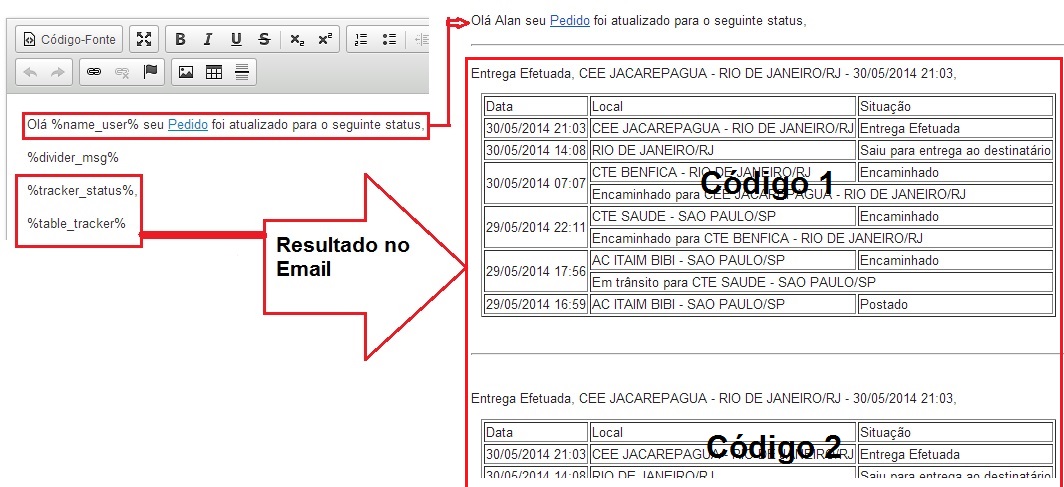 Código-Fonte
B I U S x₂ x²
Olá %name_user% seu Pedido foi atualizado para o seguinte status,
%divider_msg%
%tracker_status%,
%table_tracker%
Resultado no
Email
Olá Alan seu Pedido foi atualizado para o seguinte status,
Entrega Efetuada, CEE JACAREPAGUA - RIO DE JANEIRO/RJ - 30/05/2014 21:03,
Data Local Situação
30/05/2014 21:03 CEE JACAREPAGUA - RIO DE JANEIRO/RJ Entrega Efetuada
30/05/2014 14:08 RIO DE JANEIRO/RJ Saiu para entrega ao destinatário
30/05/2014 07:07 CTE BENFICA - RIO DE JANEIRO/RJ Encaminhado
Encaminhado para CEE JACAREPAGUA - RIO DE JANEIRO/RJ
Código 1
29/05/2014 22:11 CTE SAUDE - SAO PAULO/SP Encaminhado
Encaminhado para CTE BENFICA - RIO DE JANEIRO/RJ
29/05/2014 17:56 AC ITAIM BIBI - SAO PAULO/SP Encaminhado
Em trânsito para CTE SAUDE - SAO PAULO/SP
29/05/2014 16:59 AC ITAIM BIBI - SAO PAULO/SP Postado
Entrega Efetuada, CEE JACAREPAGUA - RIO DE JANEIRO/RJ - 30/05/2014 21:03,
Data Local Situação
Código 2
30/05/2014 21:03 CEE JACAREPAGUA - RIO DE JANEIRO/RJ Entrega Efetuada
30/05/2014 14:08 RIO DE JANEIRO/RJ Saiu para entrega ao destinatário